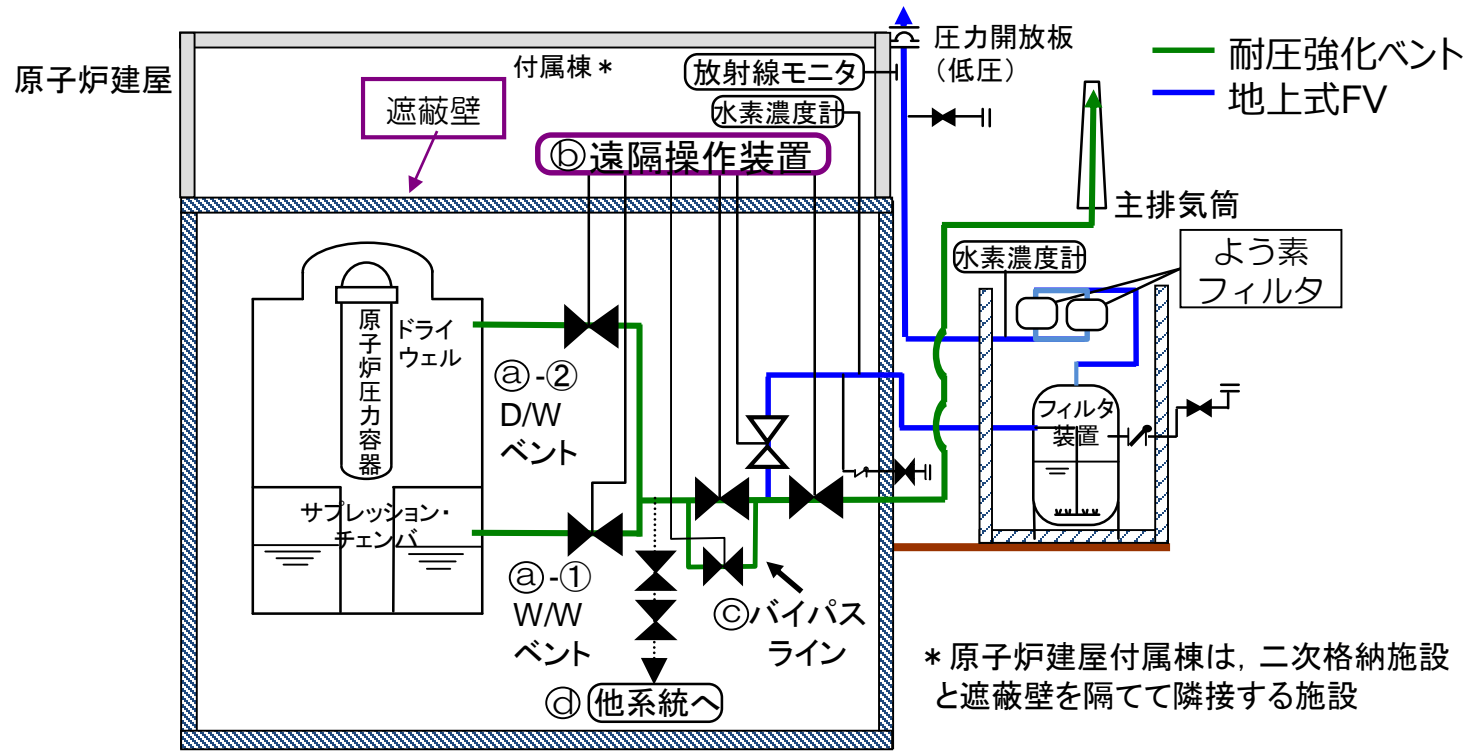 原子炉建屋
付属棟*
遮蔽壁
放射線モニタ
水素濃度計
圧力開放板
(低圧)
耐圧強化ベント
地上式FV
ⓑ遠隔操作装置
主排気筒
水素濃度計
よう素
フィルタ
原子炉圧力容器
ドライ
ウェル
ⓐ-②
D/W
ベント
サプレッション・
チェンバ
フィルタ
装置
ⓐ-①
W/W
ベント
ⓒバイパス
ライン
ⓓ他系統へ
*原子炉建屋付属棟は，二次格納施設
と遮蔽壁を隔てて隣接する施設